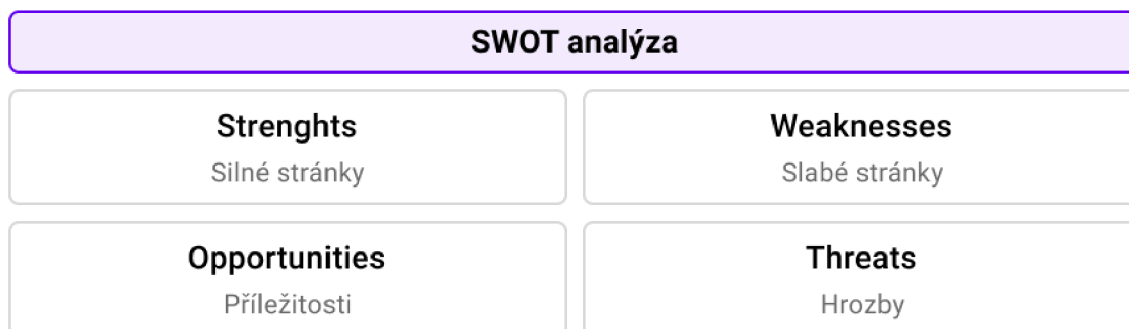 SWOT analýza
Strenghts
Silné stránky
Weaknesses
Slabé stránky
Opportunities
Příležitosti
Threats
Hrozby